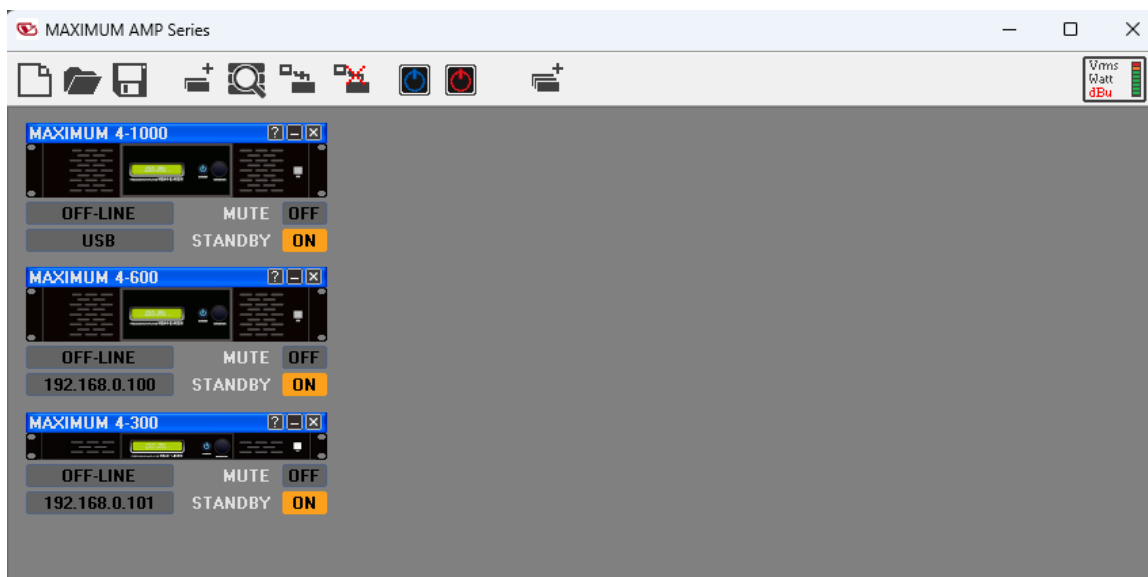 MAXIMUM AMP Series
Vrms
Watt
dBu
MAXIMUM 4-1000
OFF-LINE MUTE OFF
USB STANDBY ON
MAXIMUM 4-600
OFF-LINE MUTE OFF
192.168.0.100 STANDBY ON
MAXIMUM 4-300
OFF-LINE MUTE OFF
192.168.0.101 STANDBY ON